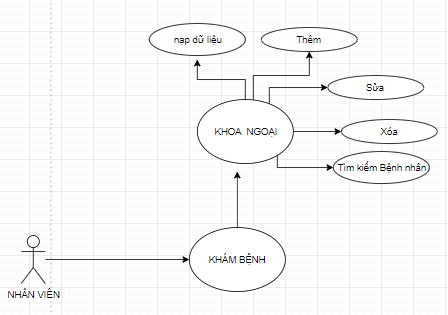 nạp dữ liệu
Thêm
Sửa
KHOA NGOẠI
Xóa
Tìm kiếm Bệnh nhân
KHÁM BỆNH
NHÂN VIÊN